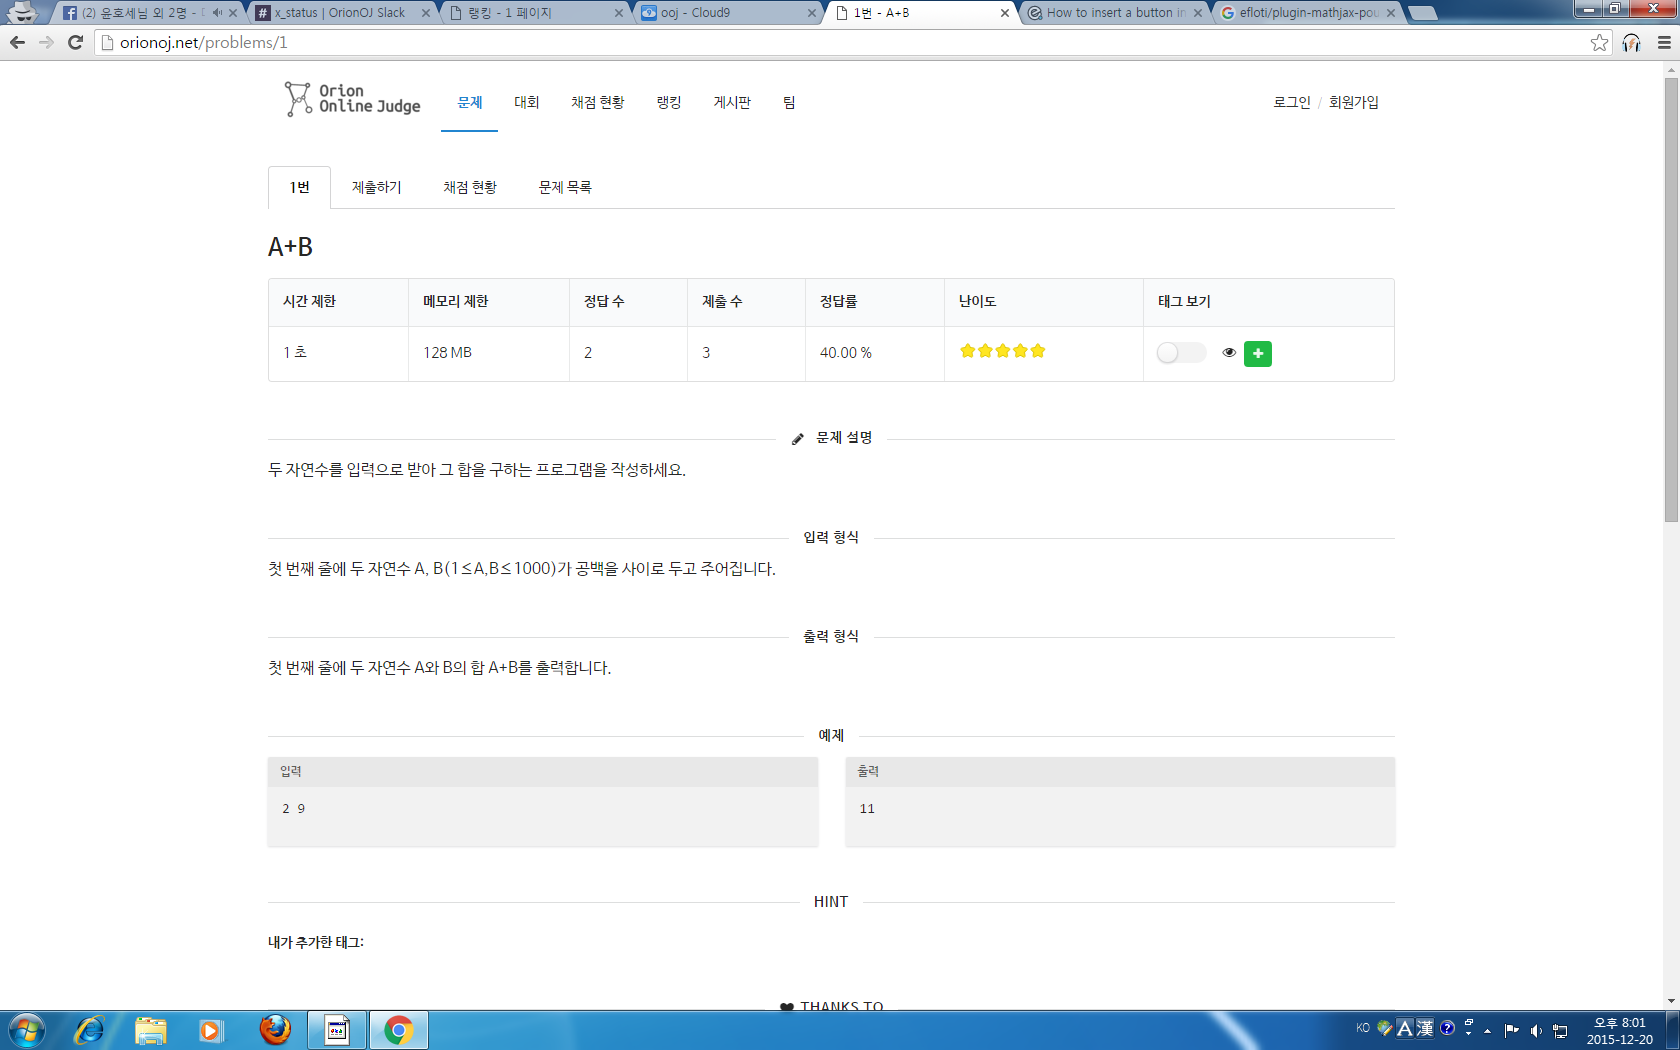 (2) 윤호세님 외 2명 -
x_status | OrionOJ Slack
랭킹 - 1 페이지
ooj - Cloud9
1번 - A+B
How to insert a button in
efloti/plugin-mathjax-pou
orionoj.net/problems/1
Orion
Online Judge
문제 대회 채점 현황 랭킹 게시판 팀
로그인 / 회원가입
1번 제출하기 채점 현황 문제 목록
A+B
시간 제한 메모리 제한 정답 수 제출 수 정답률 난이도 태그 보기
1 초 128 MB 2 3 40.00 %
문제 설명
두 자연수를 입력으로 받아 그 합을 구하는 프로그램을 작성하세요.
입력 형식
첫 번째 줄에 두 자연수 A, B(1≤A,B≤1000)가 공백을 사이로 두고 주어집니다.
출력 형식
첫 번째 줄에 두 자연수 A와 B의 합 A+B를 출력합니다.
예제
입력 출력
2 9 11
HINT
내가 추가한 태그:
THANKS TO
KO A 漢
오후 8:01
2015-12-20